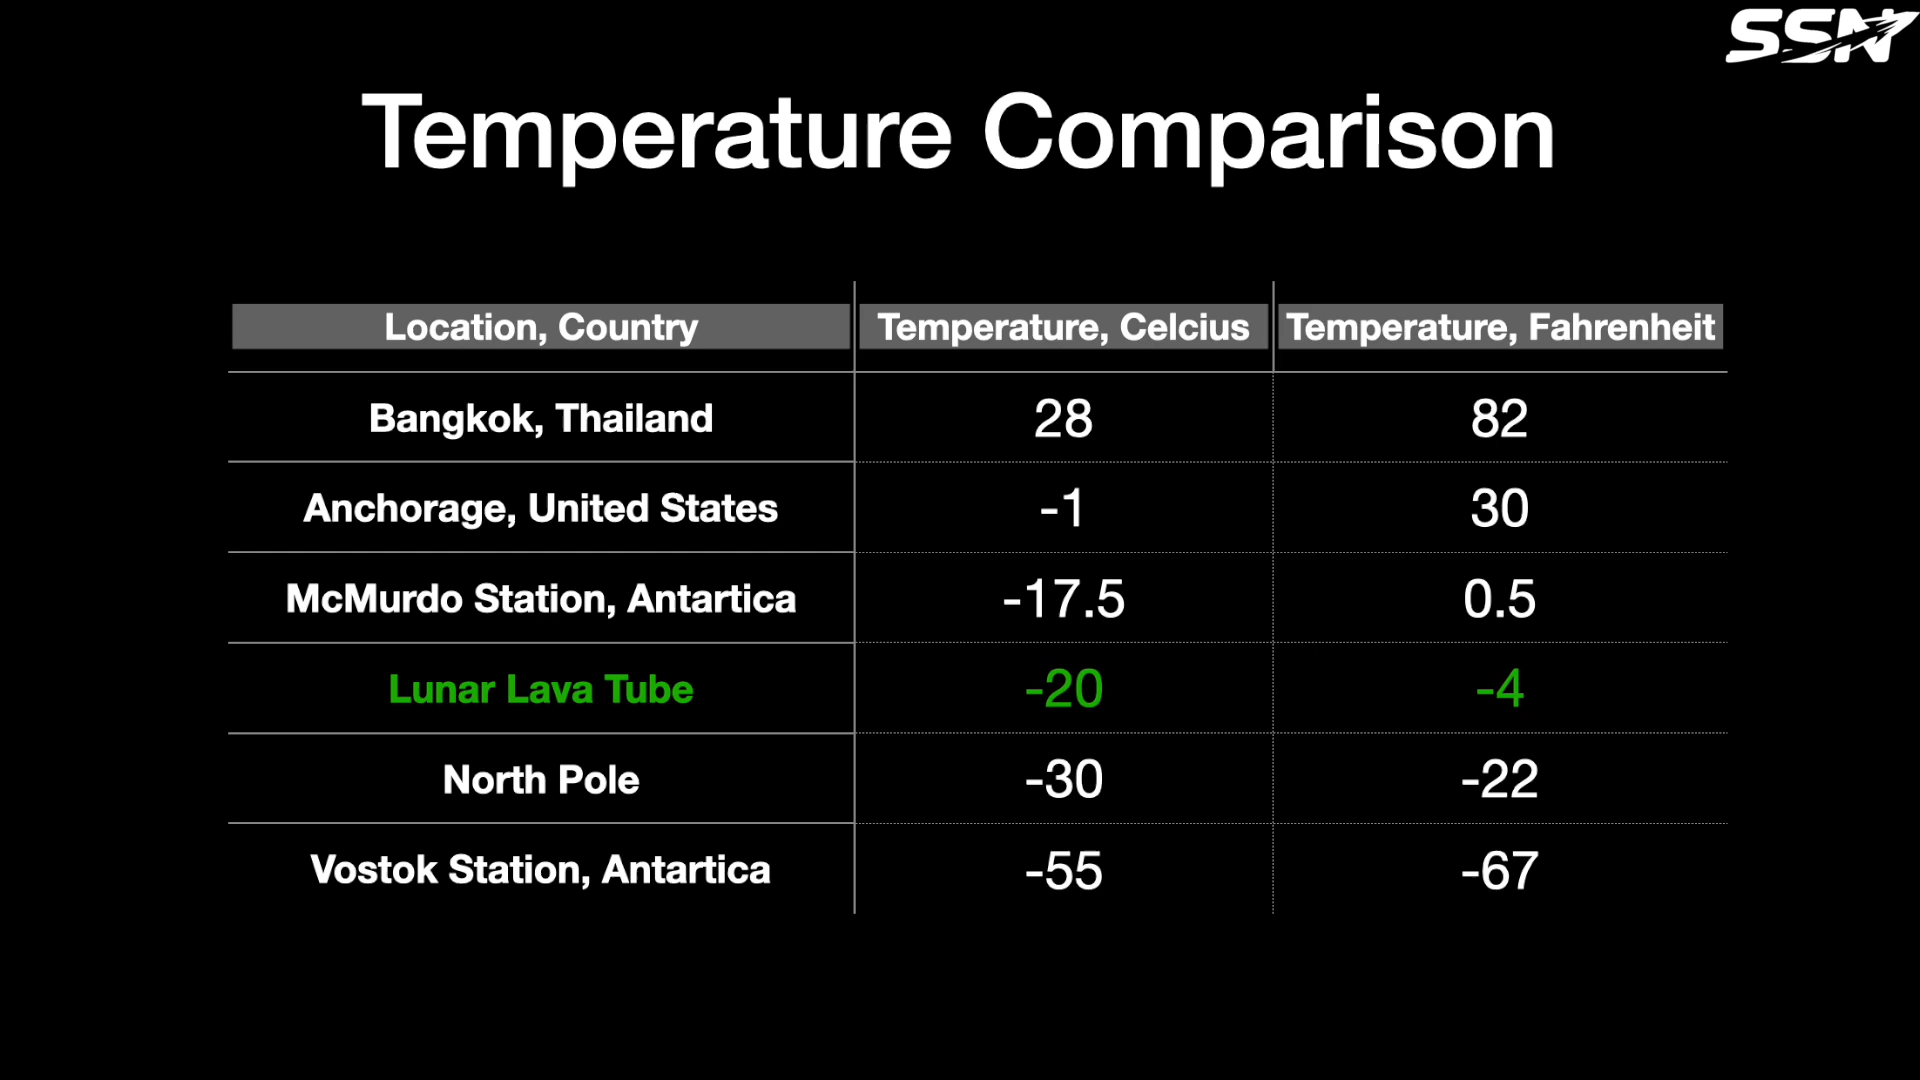 SSN
Temperature Comparison
Location, Country Temperature, Celcius Temperature, Fahrenheit
Bangkok, Thailand 28 82
Anchorage, United States -1 30
McMurdo Station, Antartica -17.5 0.5
Lunar Lava Tube -20 -4
North Pole -30 -22
Vostok Station, Antartica -55 -67